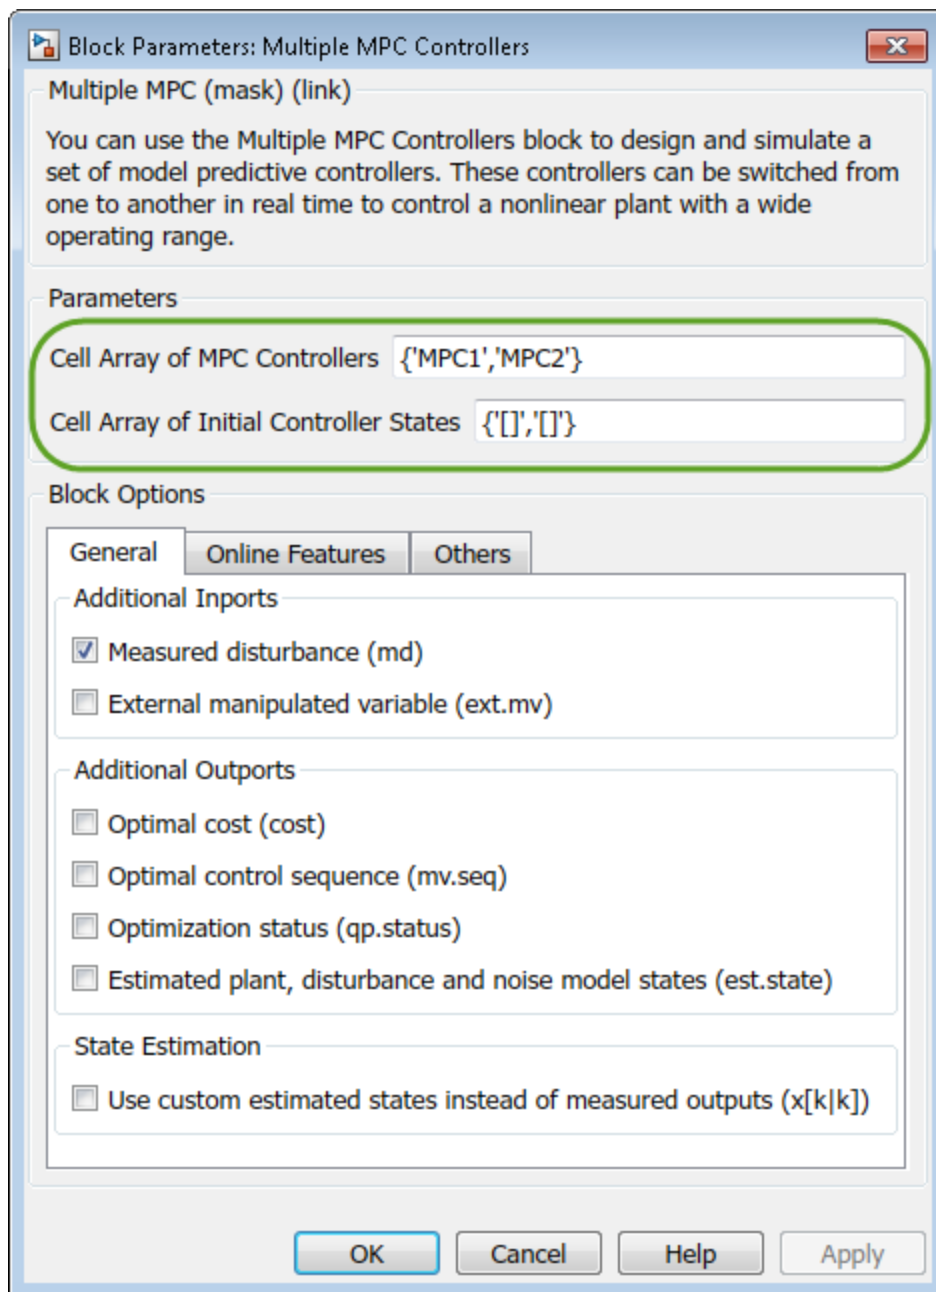 Block Parameters: Multiple MPC Controllers
Multiple MPC (mask) (link)
You can use the Multiple MPC Controllers block to design and simulate a
set of model predictive controllers. These controllers can be switched from
one to another in real time to control a nonlinear plant with a wide
operating range.
Parameters
Cell Array of MPC Controllers {'MPC1','MPC2'}
Cell Array of Initial Controller States {'[]','[]'}
Block Options
General Online Features Others
Additional Inports
Measured disturbance (md)
External manipulated variable (ext.mv)
Additional Outports
Optimal cost (cost)
Optimal control sequence (mv.seq)
Optimization status (qp.status)
Estimated plant, disturbance and noise model states (est.state)
State Estimation
Use custom estimated states instead of measured outputs (x[k|k])
OK Cancel Help Apply